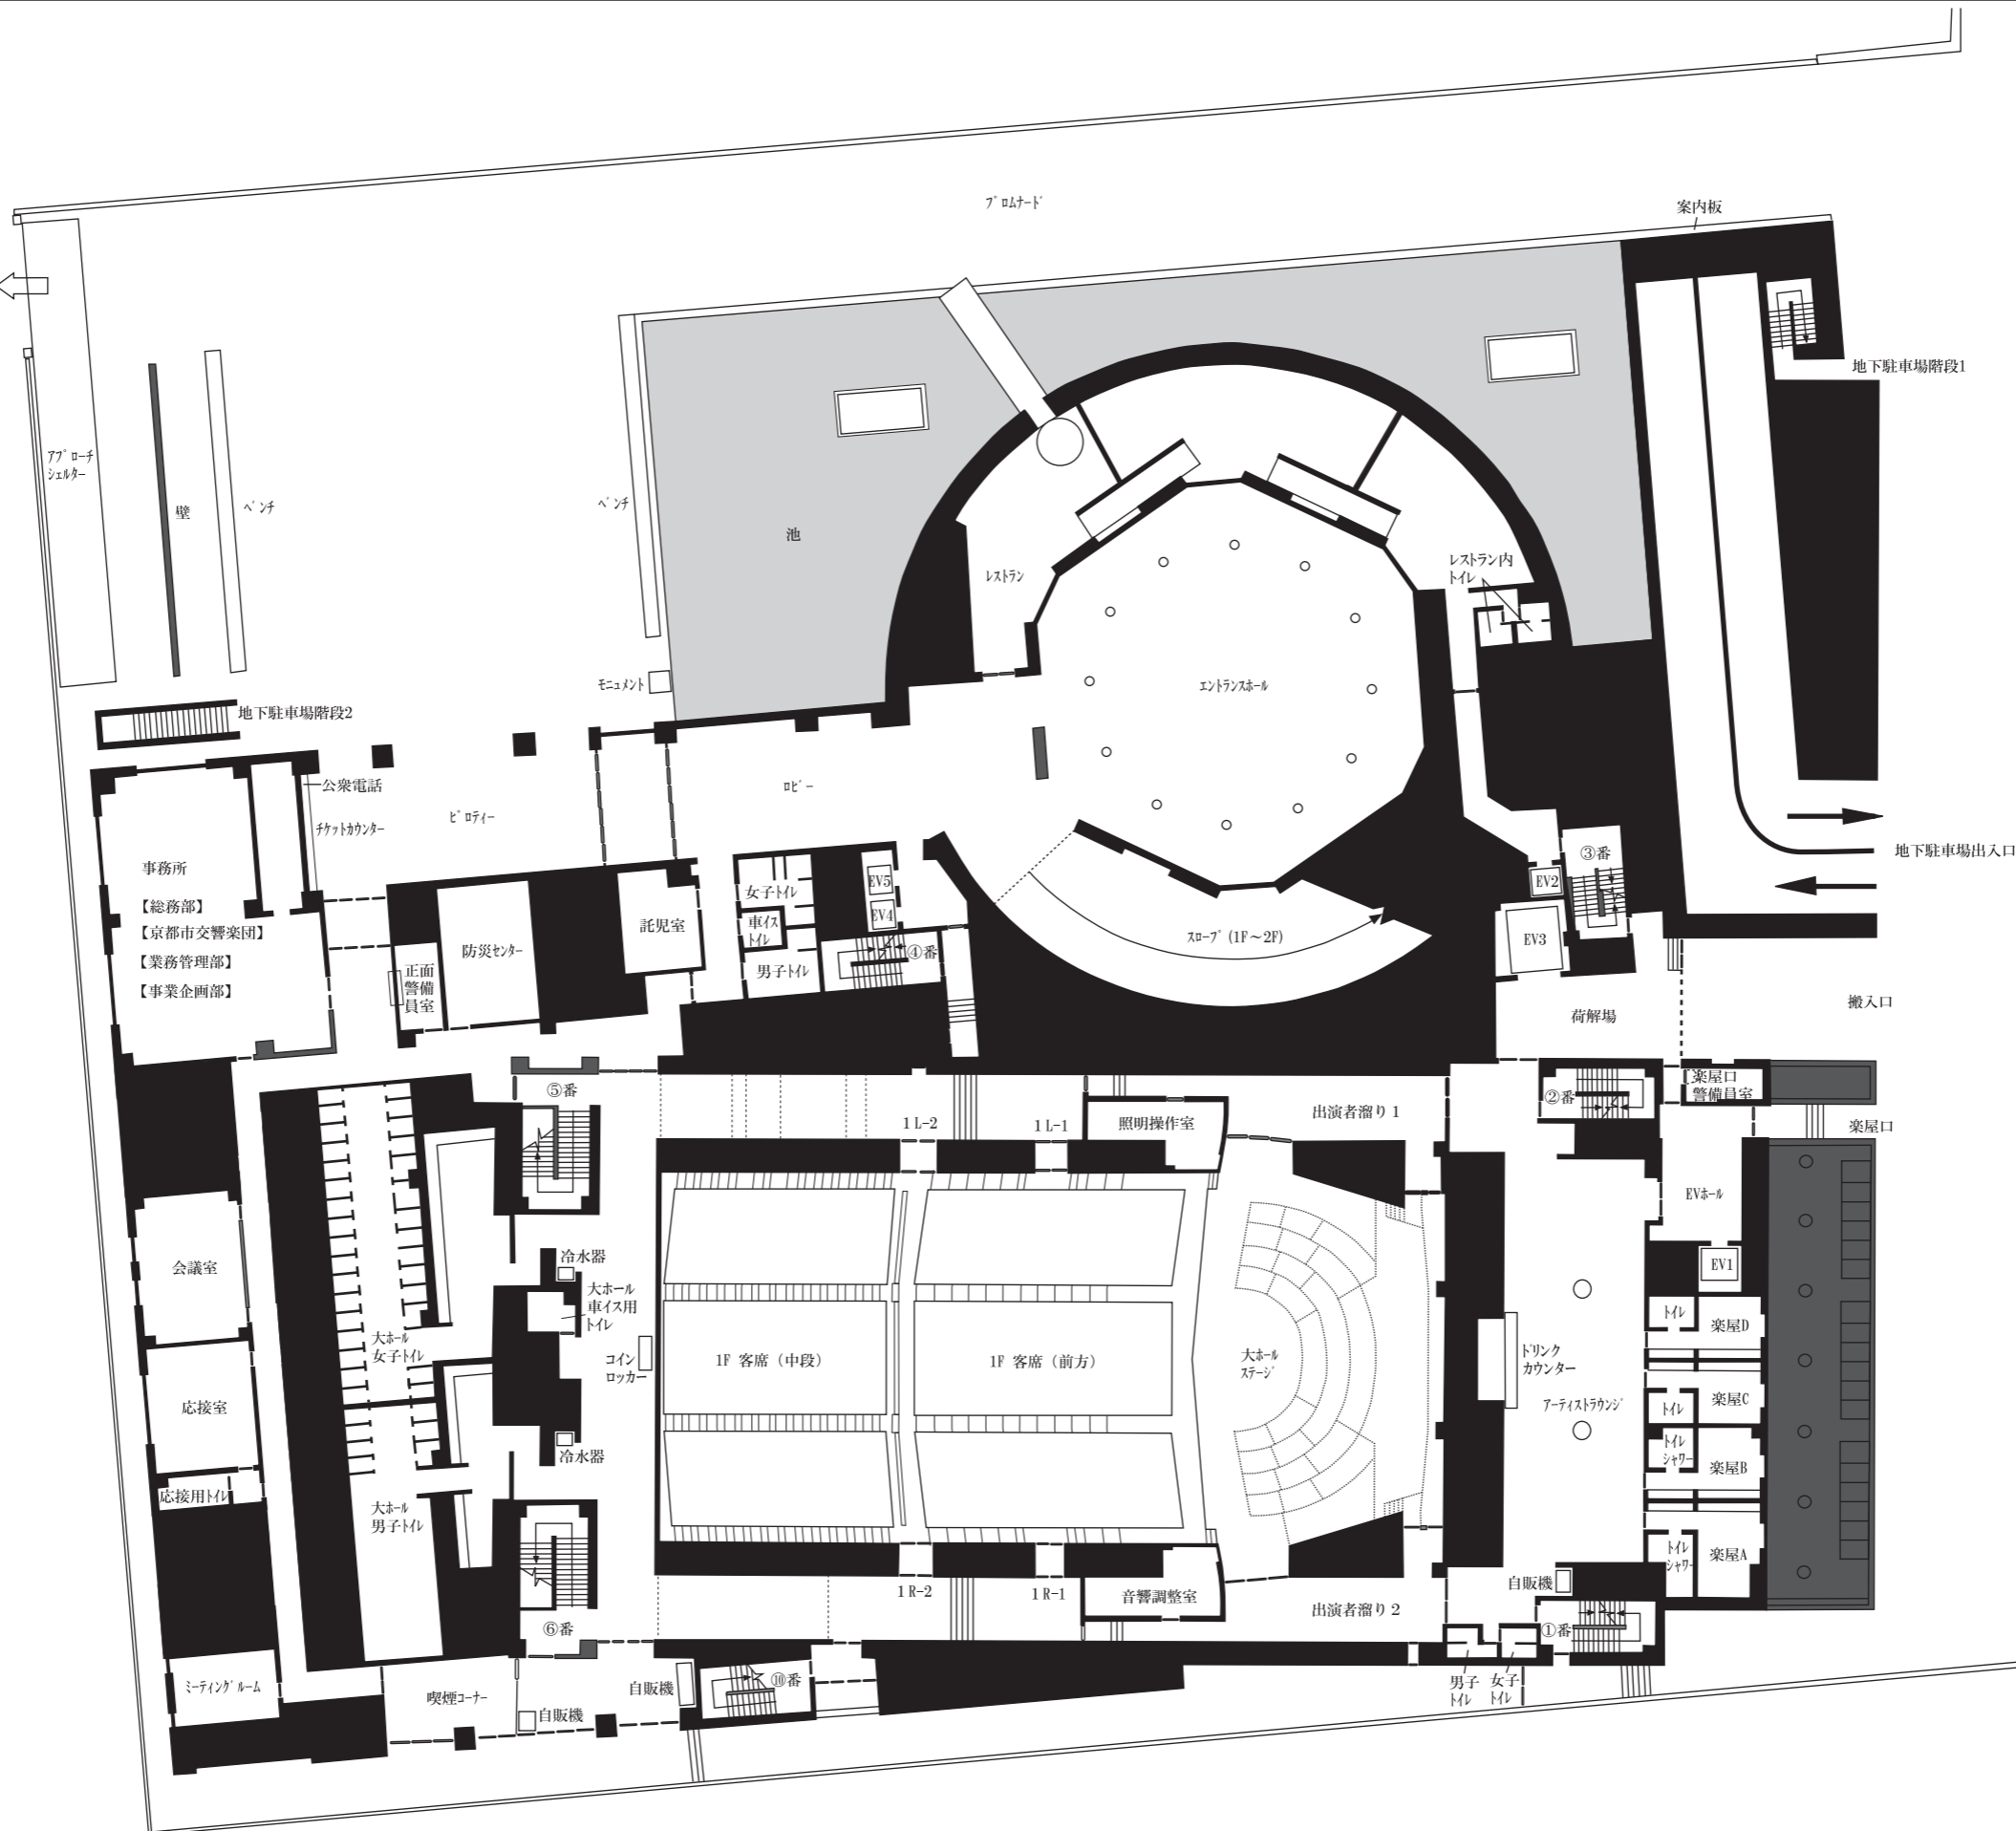 プロムナード
案内板
地下駐車場階段1
アプローチ
シェルター
壁
ベンチ
ベンチ
池
レストラン
レストラン内
トイレ
モニュメント
エントランスホール
地下駐車場階段2
公衆電話
チケットカウンター
ピロティー
ロビー
地下駐車場出入口
事務所
【総務部】
【京都市交響楽団】
【業務管理部】
【事業企画部】
正面
警備
員室
防災センター
託児室
女子トイレ
車イス
トイレ
男子トイレ
EV5
EV4
④番
スロープ(1F～2F)
③番
EV2
EV3
荷解場
搬入口
⑤番
1L-2
1L-1
照明操作室
出演者溜り1
②番
楽屋口
警備員室
楽屋口
EVホール
EV1
会議室
応接室
応接用トイレ
大ホール
女子トイレ
大ホール
男子トイレ
冷水器
大ホール
車イス用
トイレ
コイン
ロッカー
冷水器
1F 客席（中段）
1F 客席（前方）
大ホール
ステージ
ドリンク
カウンター
アーティストラウンジ
トイレ
楽屋D
トイレ
楽屋C
トイレ
シャワー
楽屋B
トイレ
シャワー
楽屋A
自販機
①番
男子
トイレ
女子
トイレ
1R-2
1R-1
音響調整室
出演者溜り2
⑥番
ミーティングルーム
喫煙コーナー
自販機
自販機
⑩番